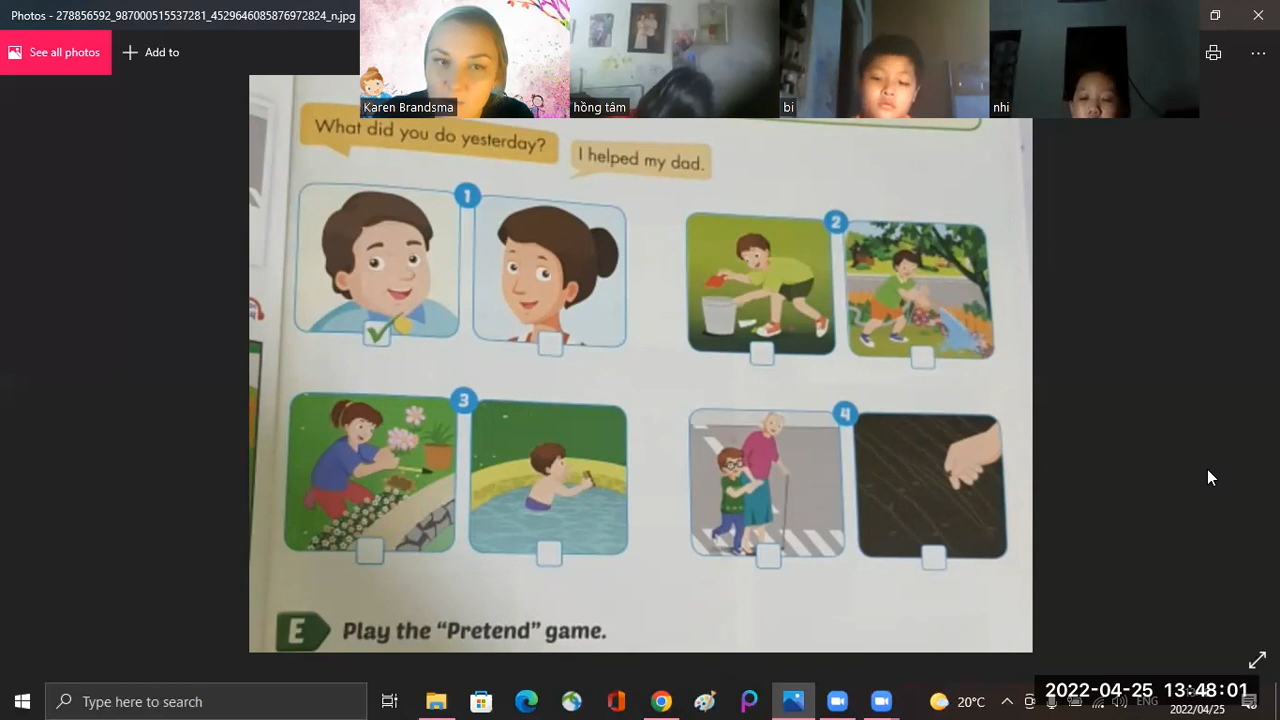 Photos - 278856592_987000515537281_4529646085876972824_n.jpg
See all photos
Add to
Karen Brandsma
hồng tâm
bi
nhi
What did you do yesterday?
I helped my dad.
1
2
3
4
E Play the “Pretend” game.
Type here to search
20°C
ENG
2022-04-25 13:48:01
2022/04/25